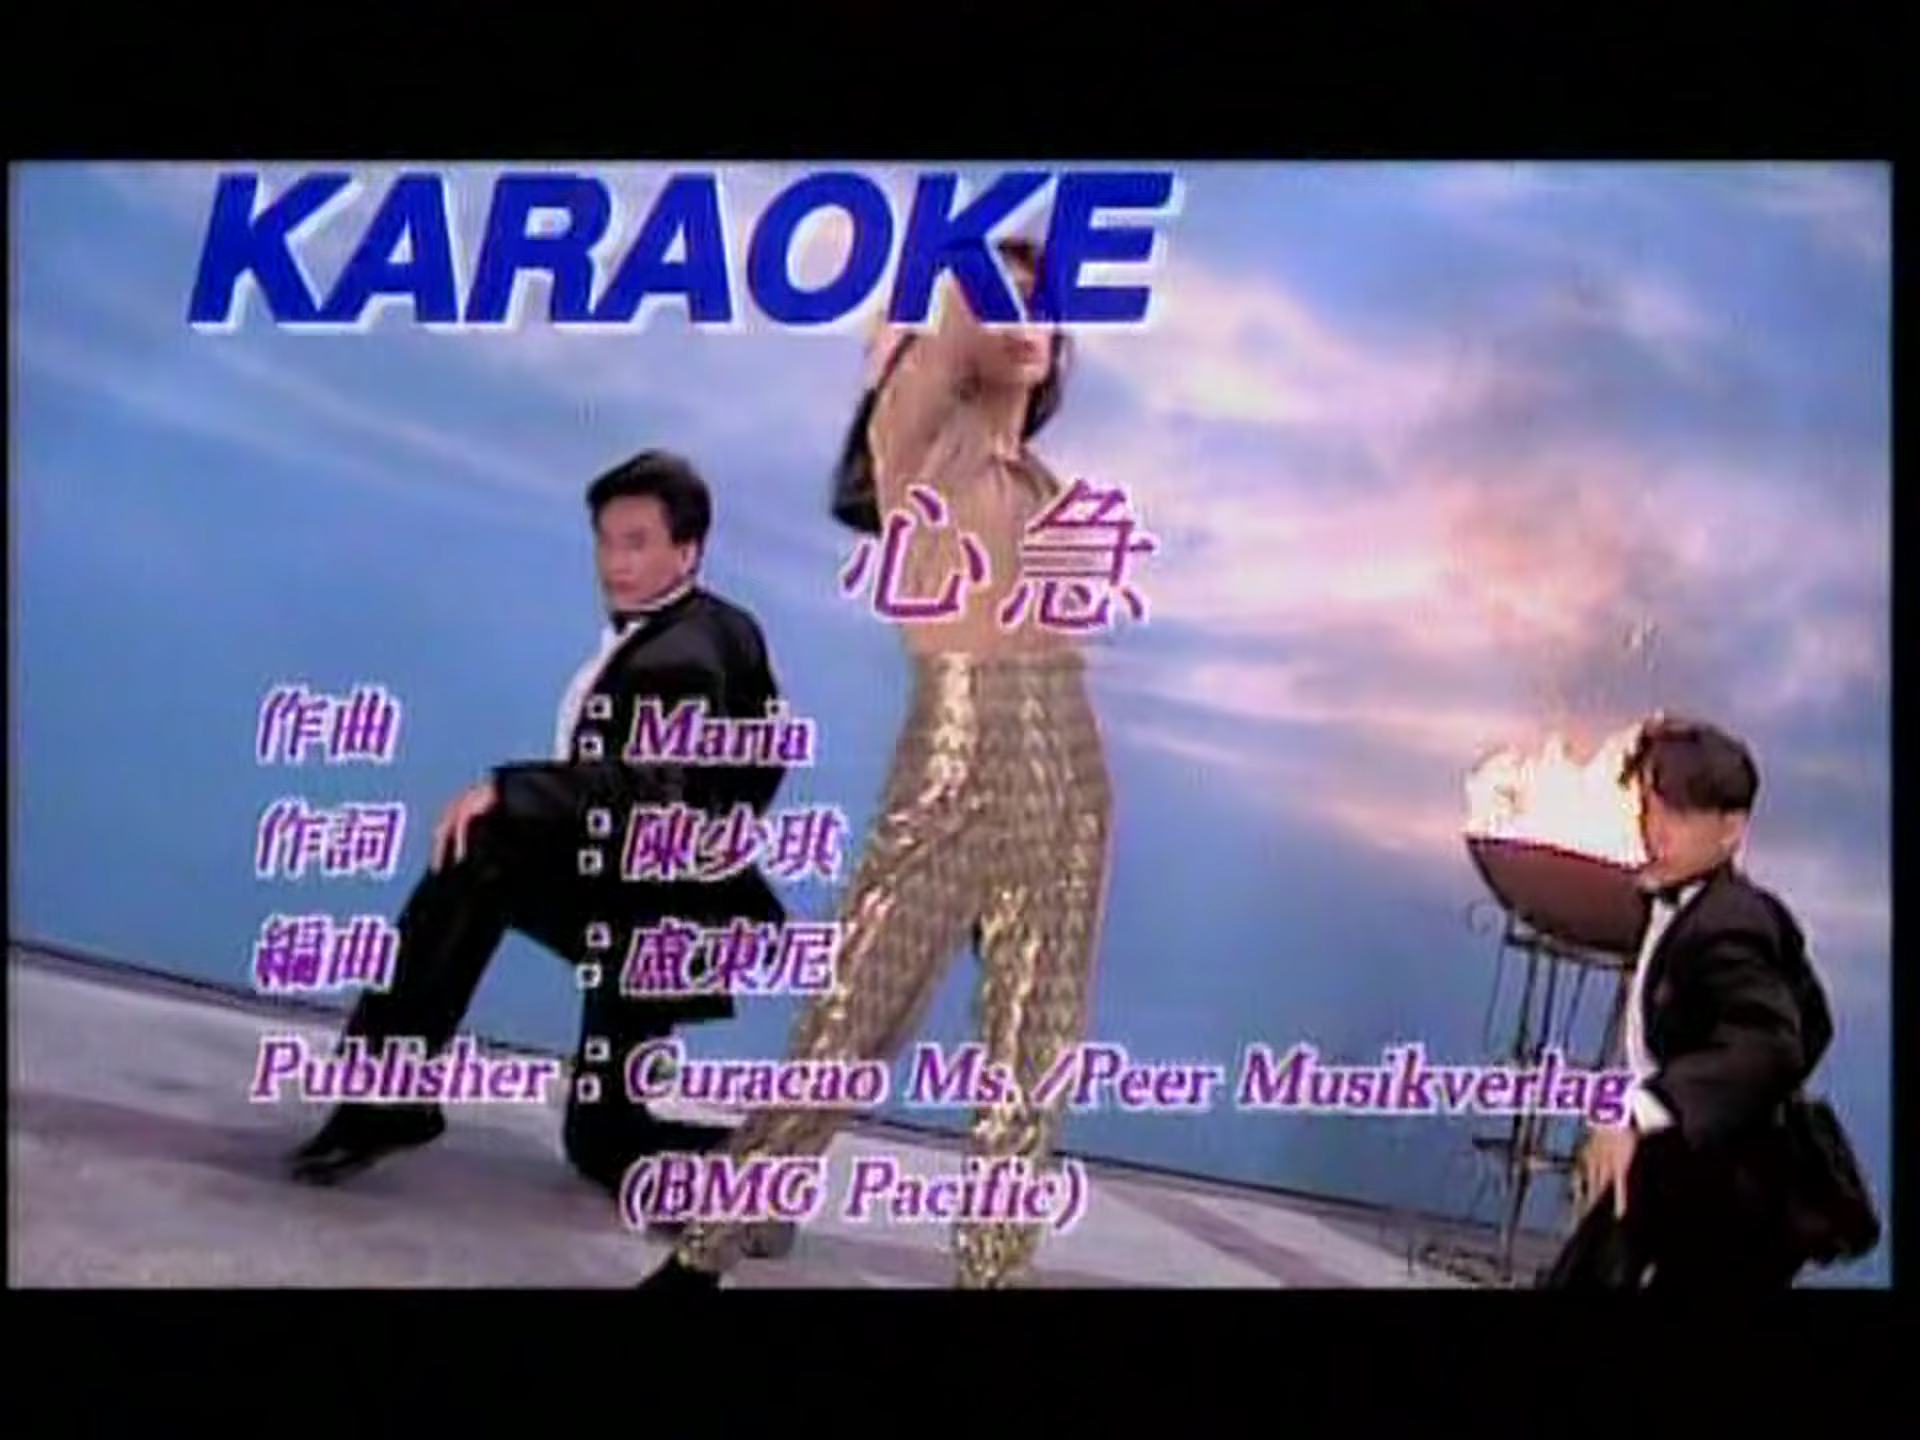 KARAOKE
心急
作曲 : Maria
作詞 : 陳少琪
編曲 : 盧東尼
Publisher : Curacao Ms./Peer Musikverlag
(BMG Pacific)